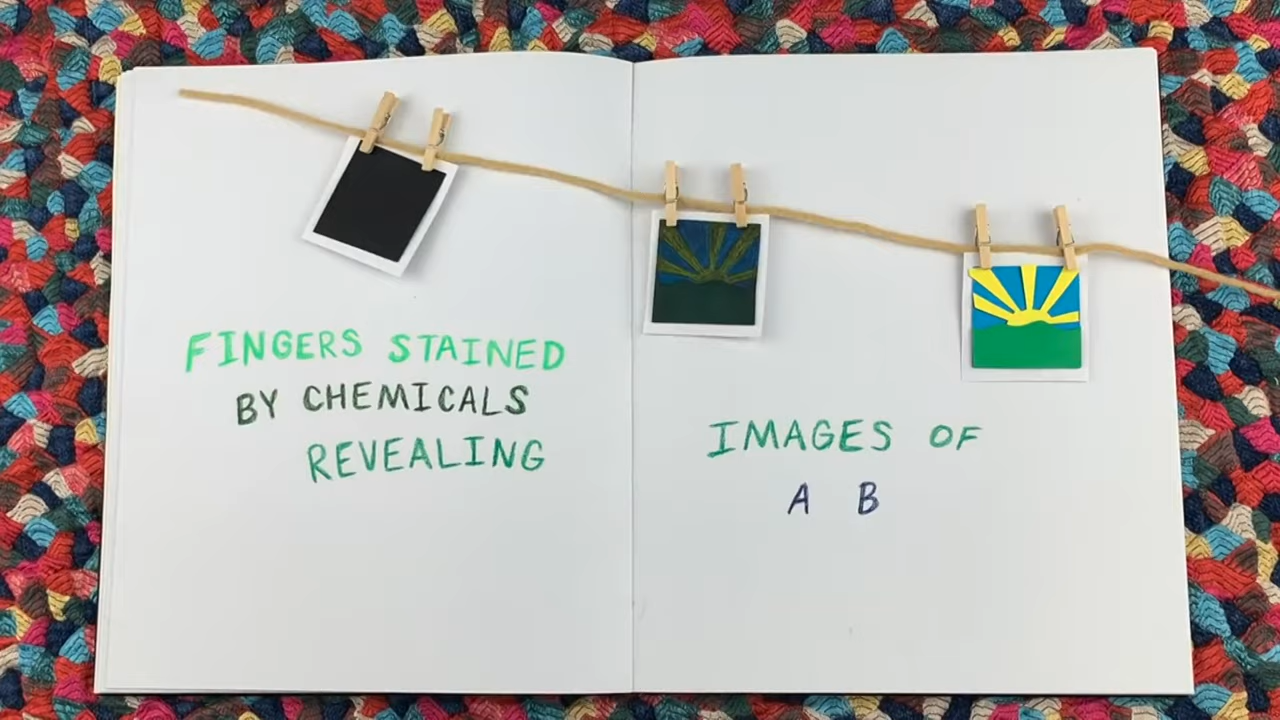 FINGERS STAINED
BY CHEMICALS
REVEALING
IMAGES OF
A B